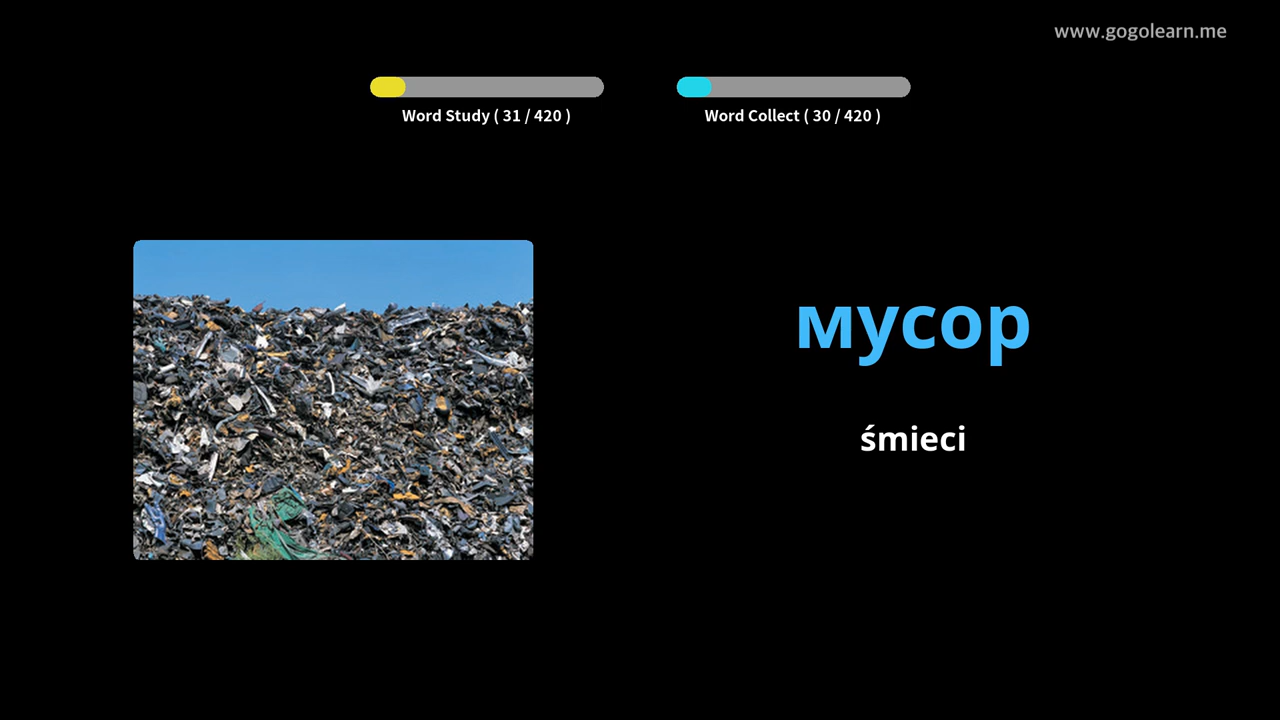 www.gogolearn.me
Word Study ( 31 / 420 )
Word Collect ( 30 / 420 )
мусор
śmieci